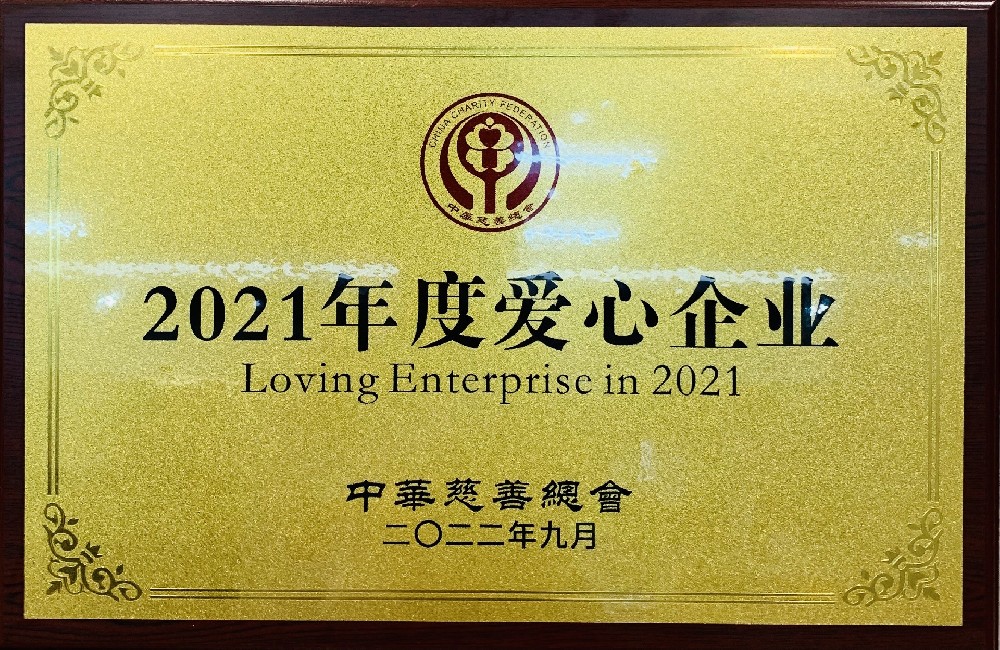 CHINA CHARITY FEDERATION
中華慈善總會
2021年度爱心企业
Loving Enterprise in 2021
中華慈善總會
二〇二二年九月